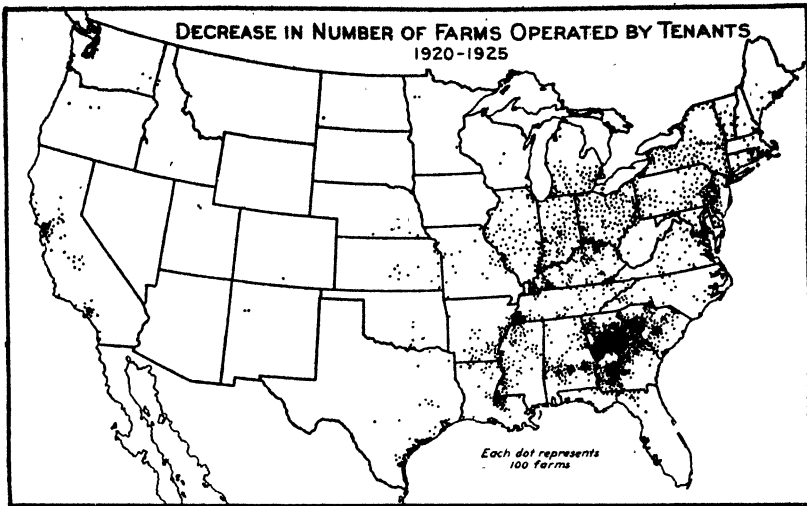 DECREASE IN NUMBER OF FARMS OPERATED BY TENANTS
1920-1925
Each dot represents
100 farms